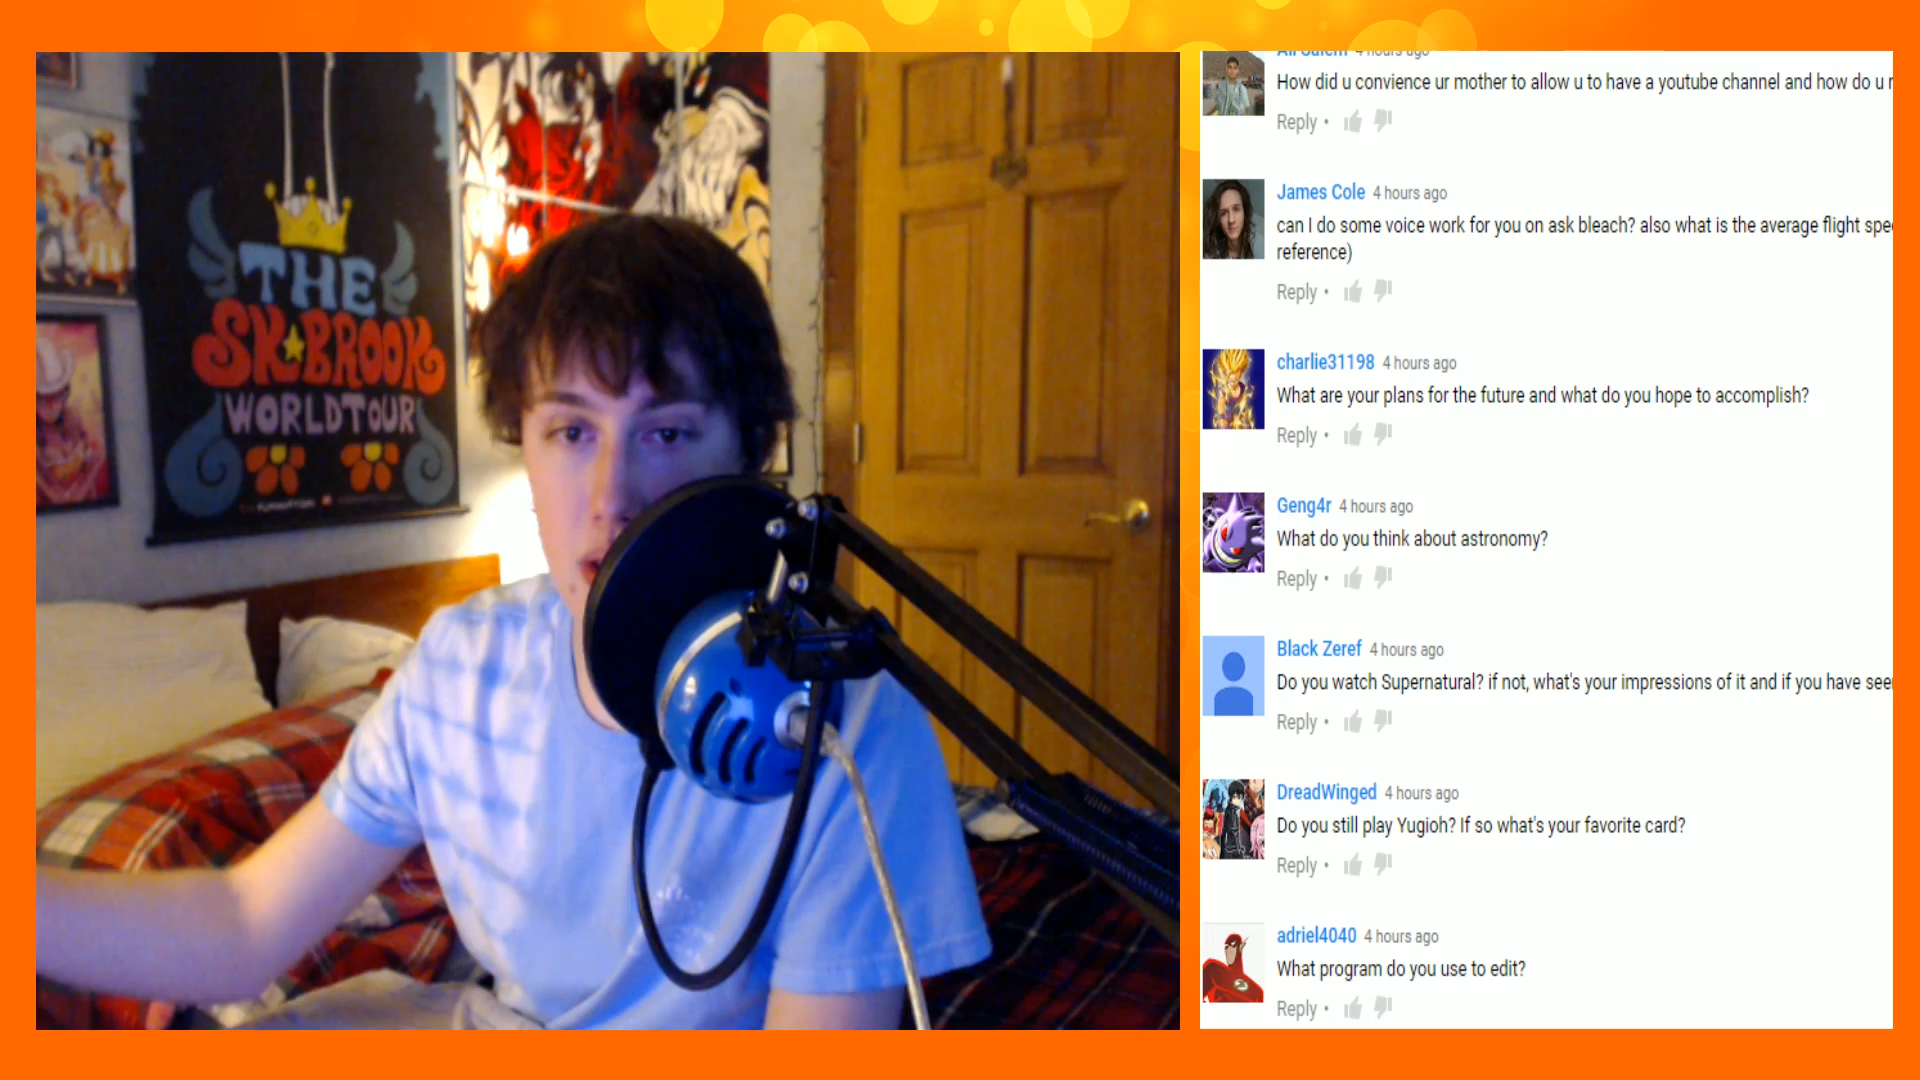 THE
SK★BROOK
WORLD TOUR
4 hours ago
How did u convience ur mother to allow u to have a youtube channel and how do u
Reply •
James Cole 4 hours ago
can I do some voice work for you on ask bleach? also what is the average flight
reference)
Reply •
charlie31198 4 hours ago
What are your plans for the future and what do you hope to accomplish?
Reply •
Geng4r 4 hours ago
What do you think about astronomy?
Reply •
Black Zeref 4 hours ago
Do you watch Supernatural? if not, what's your impressions of it and if you have
Reply •
DreadWinged 4 hours ago
Do you still play Yugioh? If so what's your favorite card?
Reply •
adriel4040 4 hours ago
What program do you use to edit?
Reply •